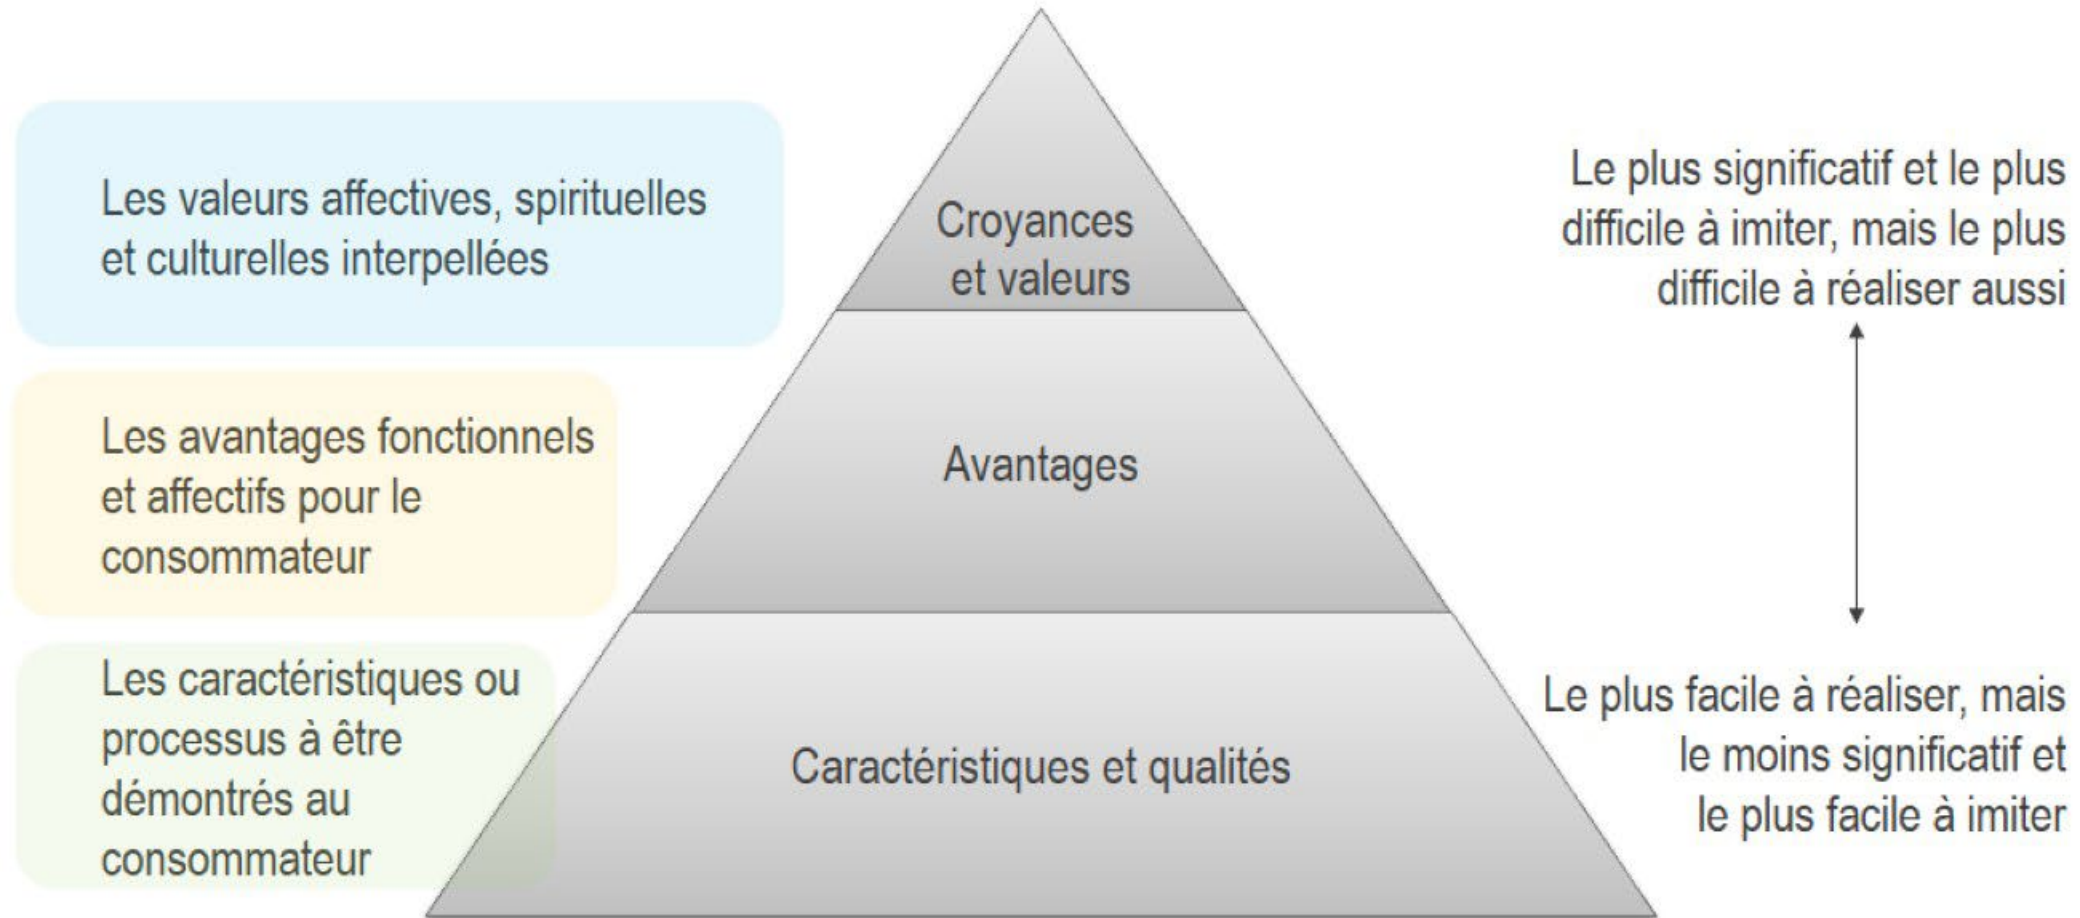 Les valeurs affectives, spirituelles
et culturelles interpellées
Croyances
et valeurs
Le plus significatif et le plus
difficile à imiter, mais le plus
difficile à réaliser aussi
Les avantages fonctionnels
et affectifs pour le
consommateur
Avantages
Les caractéristiques ou
processus à être
démontrés au
consommateur
Caractéristiques et qualités
Le plus facile à réaliser, mais
le moins significatif et
le plus facile à imiter